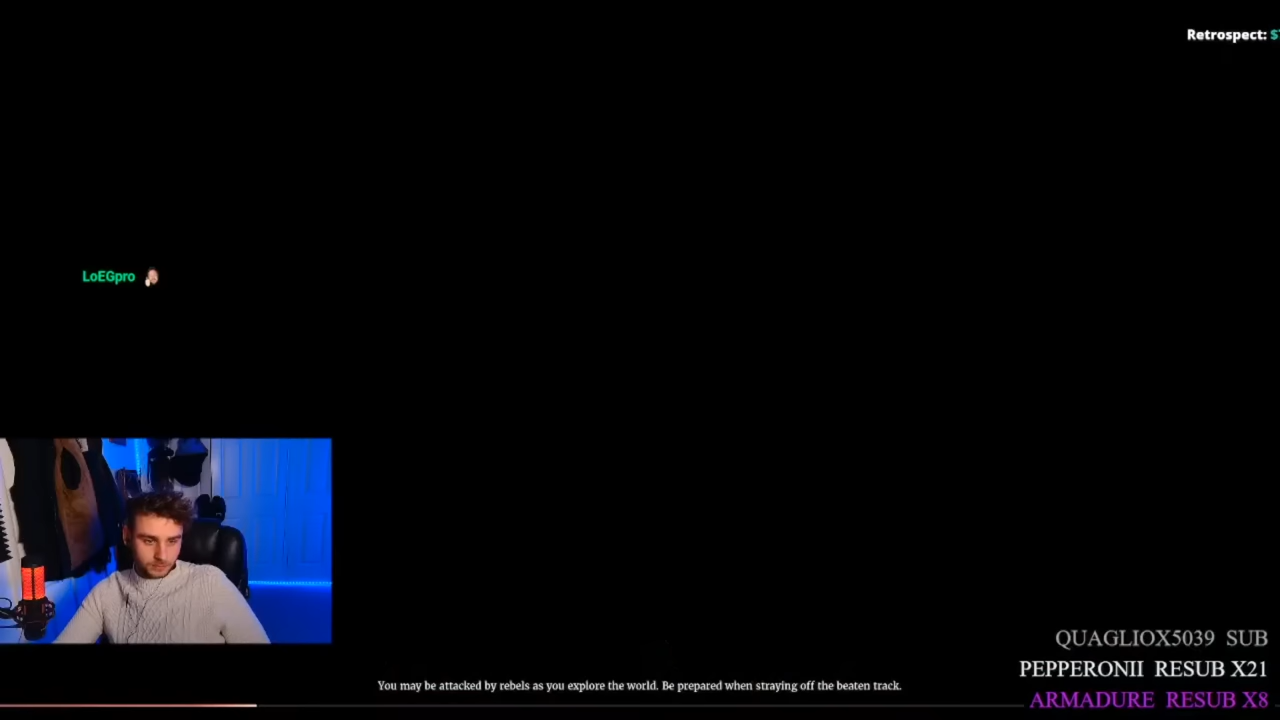 Retrospect:
LoEGpro
QUAGLIOX5039 SUB
PEPPERONII RESUB X21
You may be attacked by rebels as you explore the world. Be prepared when straying off the beaten track.
ARMADURE RESUB X8